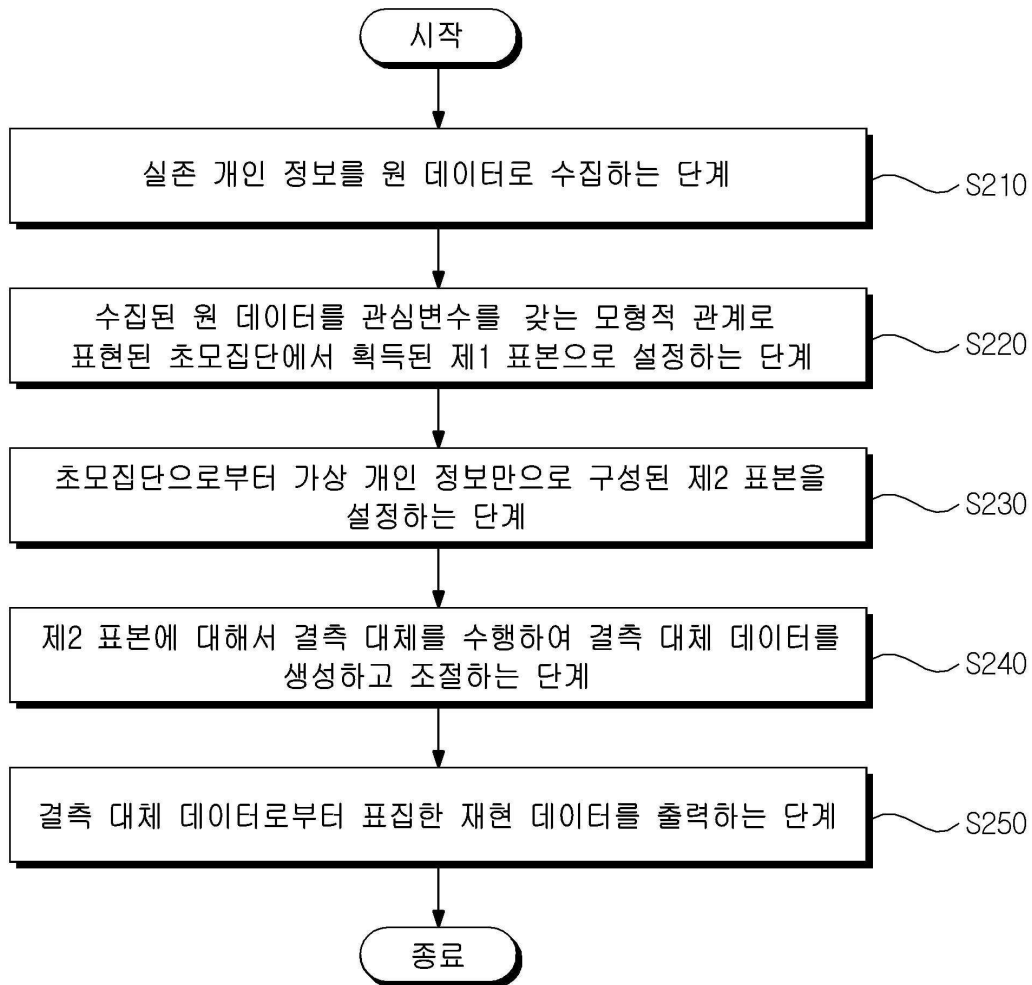 시작
실존 개인 정보를 원 데이터로 수집하는 단계
S210
수집된 원 데이터를 관심변수를 갖는 모형적 관계로
표현된 초모집단에서 획득된 제1 표본으로 설정하는 단계
S220
초모집단으로부터 가상 개인 정보만으로 구성된 제2 표본을
설정하는 단계
S230
제2 표본에 대해서 결측 대체를 수행하여 결측 대체 데이터를
생성하고 조절하는 단계
S240
결측 대체 데이터로부터 표집한 재현 데이터를 출력하는 단계
S250
종료